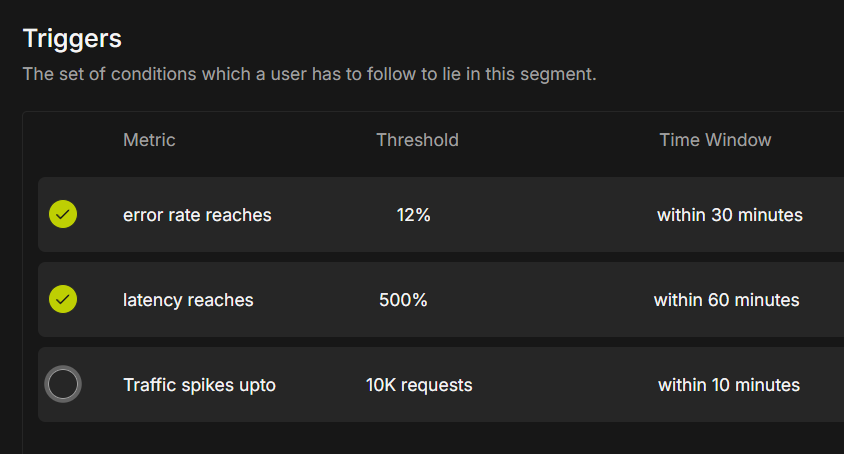 Triggers
The set of conditions which a user has to follow to lie in this segment.
Metric Threshold Time Window
error rate reaches 12% within 30 minutes
latency reaches 500% within 60 minutes
Traffic spikes upto 10K requests within 10 minutes